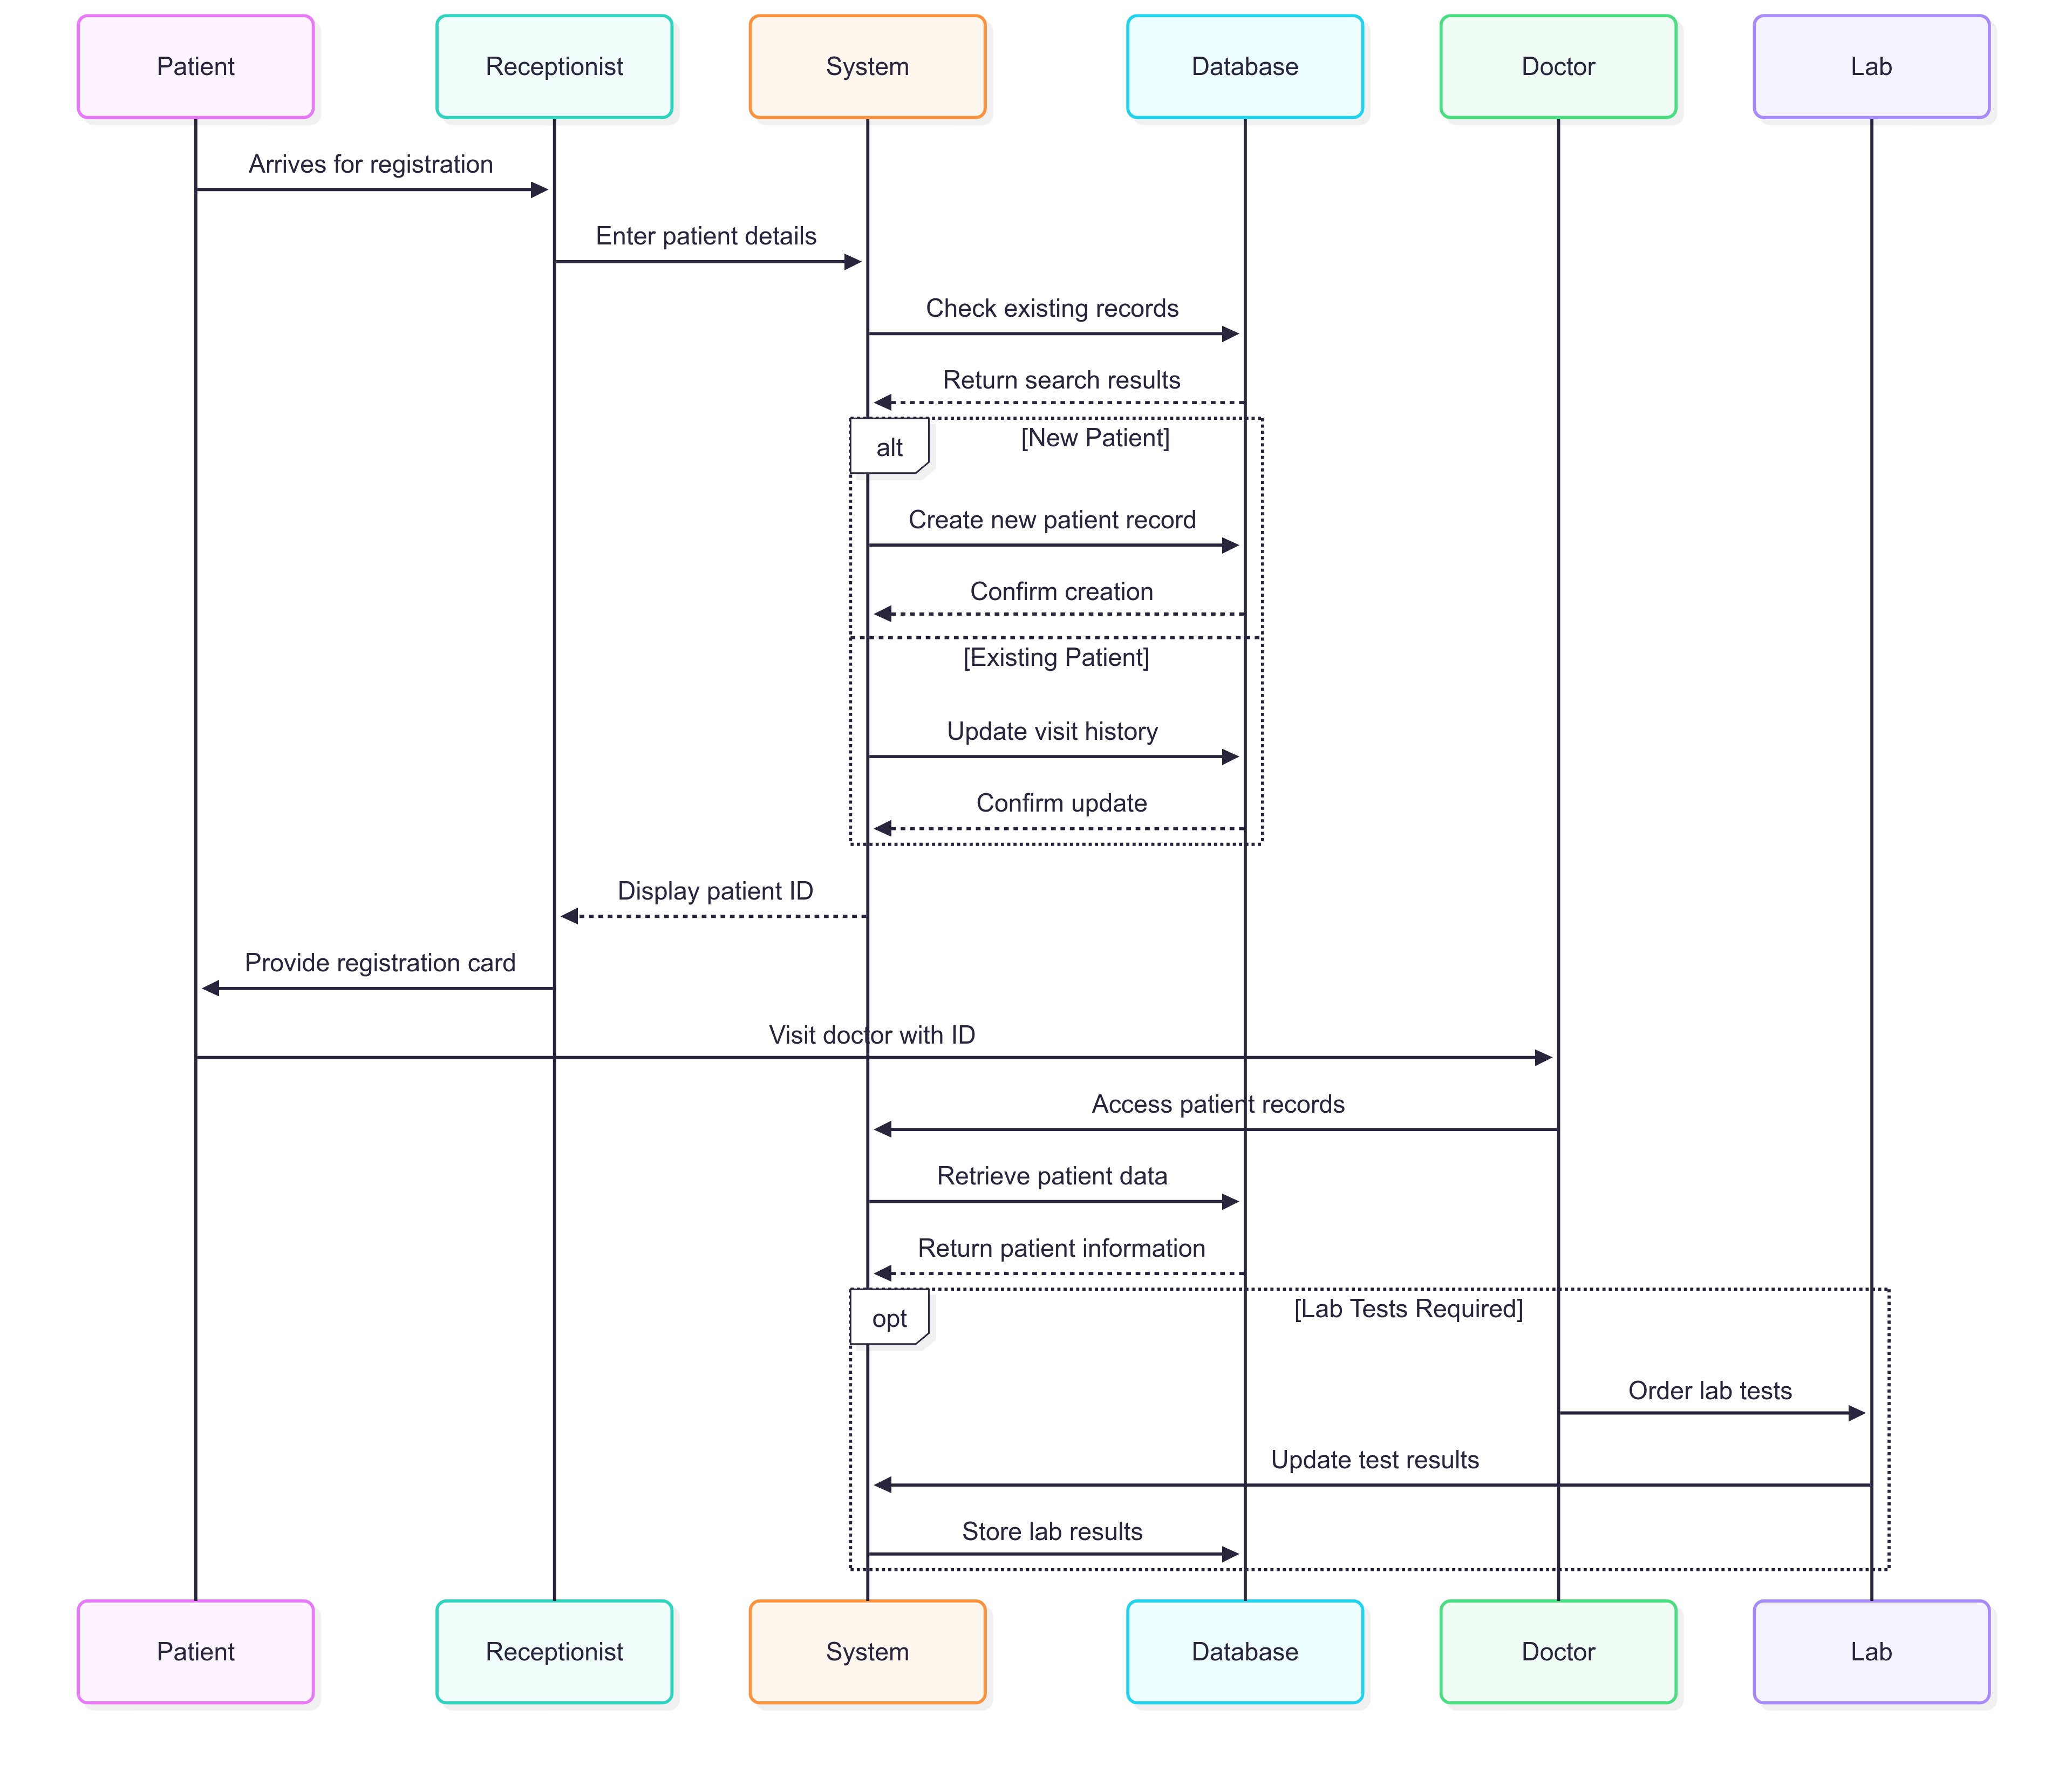 Patient
Receptionist
System
Database
Doctor
Lab
Arrives for registration
Enter patient details
Check existing records
Return search results
alt
[New Patient]
Create new patient record
Confirm creation
[Existing Patient]
Update visit history
Confirm update
Display patient ID
Provide registration card
Visit doctor with ID
Access patient records
Retrieve patient data
Return patient information
opt
[Lab Tests Required]
Order lab tests
Update test results
Store lab results
Patient
Receptionist
System
Database
Doctor
Lab